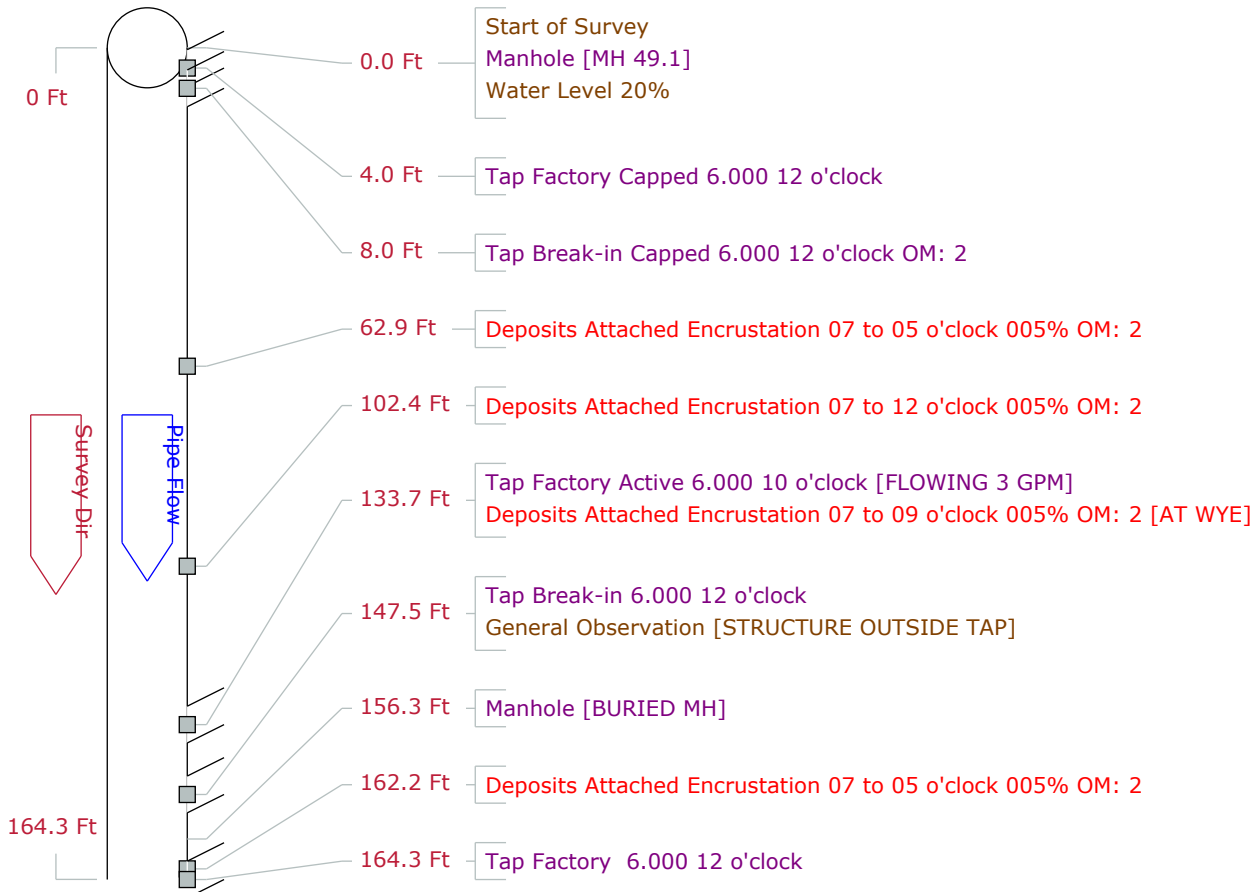 0 Ft
0.0 Ft
Start of Survey
Manhole [MH 49.1]
Water Level 20%
4.0 Ft
Tap Factory Capped 6.000 12 o'clock
8.0 Ft
Tap Break-in Capped 6.000 12 o'clock OM: 2
62.9 Ft
Deposits Attached Encrustation 07 to 05 o'clock 005% OM: 2
102.4 Ft
Deposits Attached Encrustation 07 to 12 o'clock 005% OM: 2
Survey Dir
Pipe Flow
133.7 Ft
Tap Factory Active 6.000 10 o'clock [FLOWING 3 GPM]
Deposits Attached Encrustation 07 to 09 o'clock 005% OM: 2 [AT WYE]
147.5 Ft
Tap Break-in 6.000 12 o'clock
General Observation [STRUCTURE OUTSIDE TAP]
156.3 Ft
Manhole [BURIED MH]
162.2 Ft
Deposits Attached Encrustation 07 to 05 o'clock 005% OM: 2
164.3 Ft
164.3 Ft
Tap Factory  6.000 12 o'clock